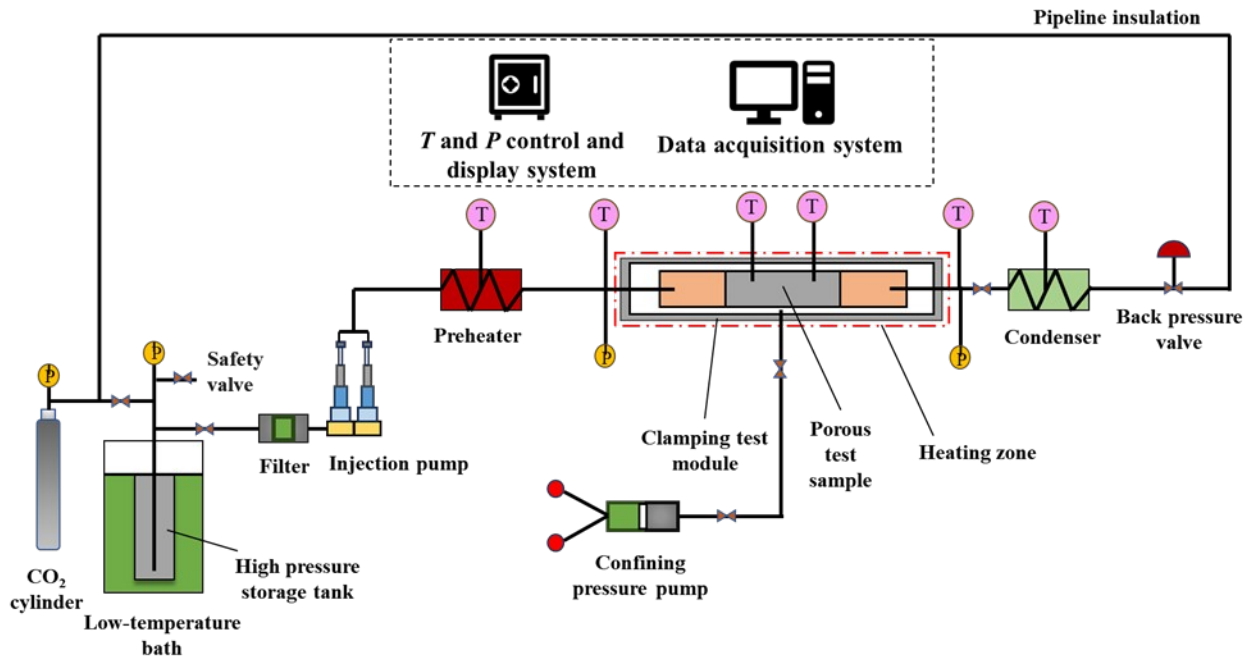 Pipeline insulation
T and P control and
display system
Data acquisition system
T
T
T
T
T
T
Preheater
P
P
Condenser
Back pressure
valve
P
P
Safety
valve
Filter
Injection pump
Clamping test
module
Porous
test
sample
Heating zone
High pressure
storage tank
CO₂
cylinder
Low-temperature
bath
Confining
pressure pump